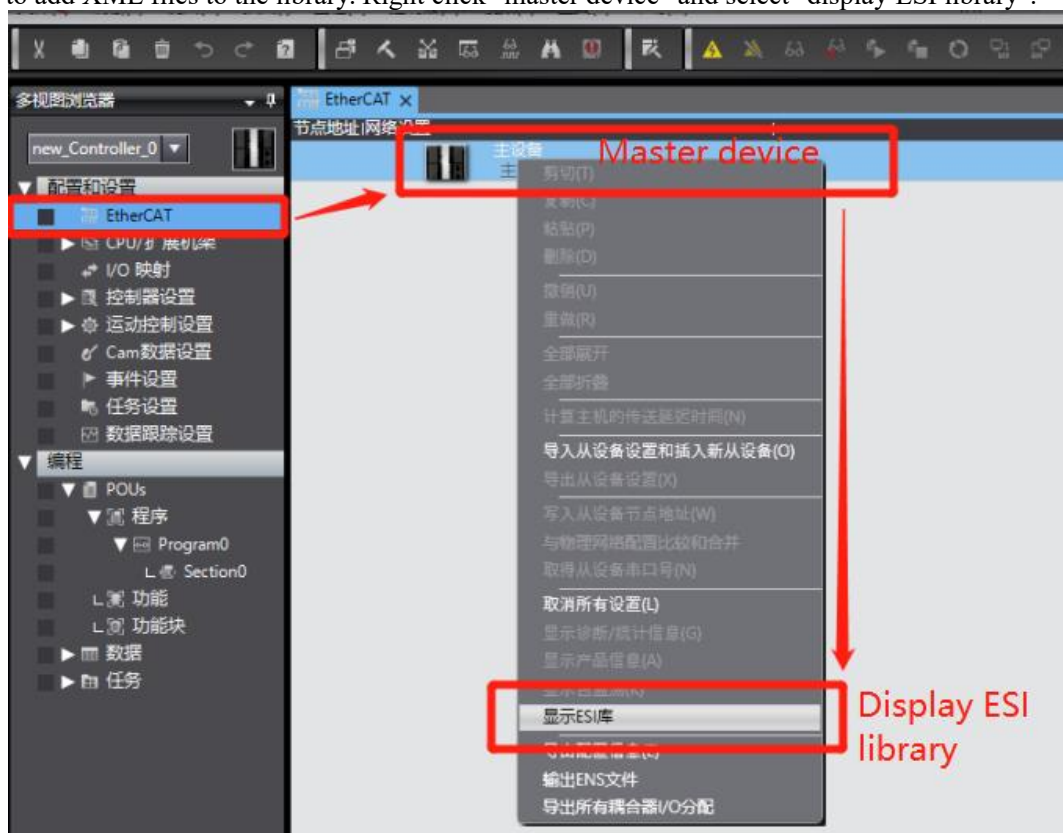 to add XML files to the library. Right click "master device" and select "display ESI library".
多视图浏览器
EtherCAT
节点地址|网络设置
new_Controller_0
主设备
Master device
主
剪切(T)
配置和设置
EtherCAT
复制(C)
CPU/扩展机架
粘贴(P)
I/O 映射
删除(D)
控制器设置
撤销(U)
运动控制设置
重做(R)
Cam数据设置
全部展开
事件设置
全部折叠
任务设置
计算主机的传送延迟时间(N)
数据跟踪设置
导入从设备设置和插入新从设备(O)
编程
导出从设备设置(X)
POUs
写入从设备节点地址(W)
程序
与物理网络配置比较和合并
Program0
取得从设备串口号(N)
Section0
取消所有设置(L)
功能
显示诊断/统计信息(G)
功能块
显示产品信息(A)
数据
任务
显示ESI库
Display ESI
library
导出配置信息(E)
输出ENS文件
导出所有耦合器I/O分配